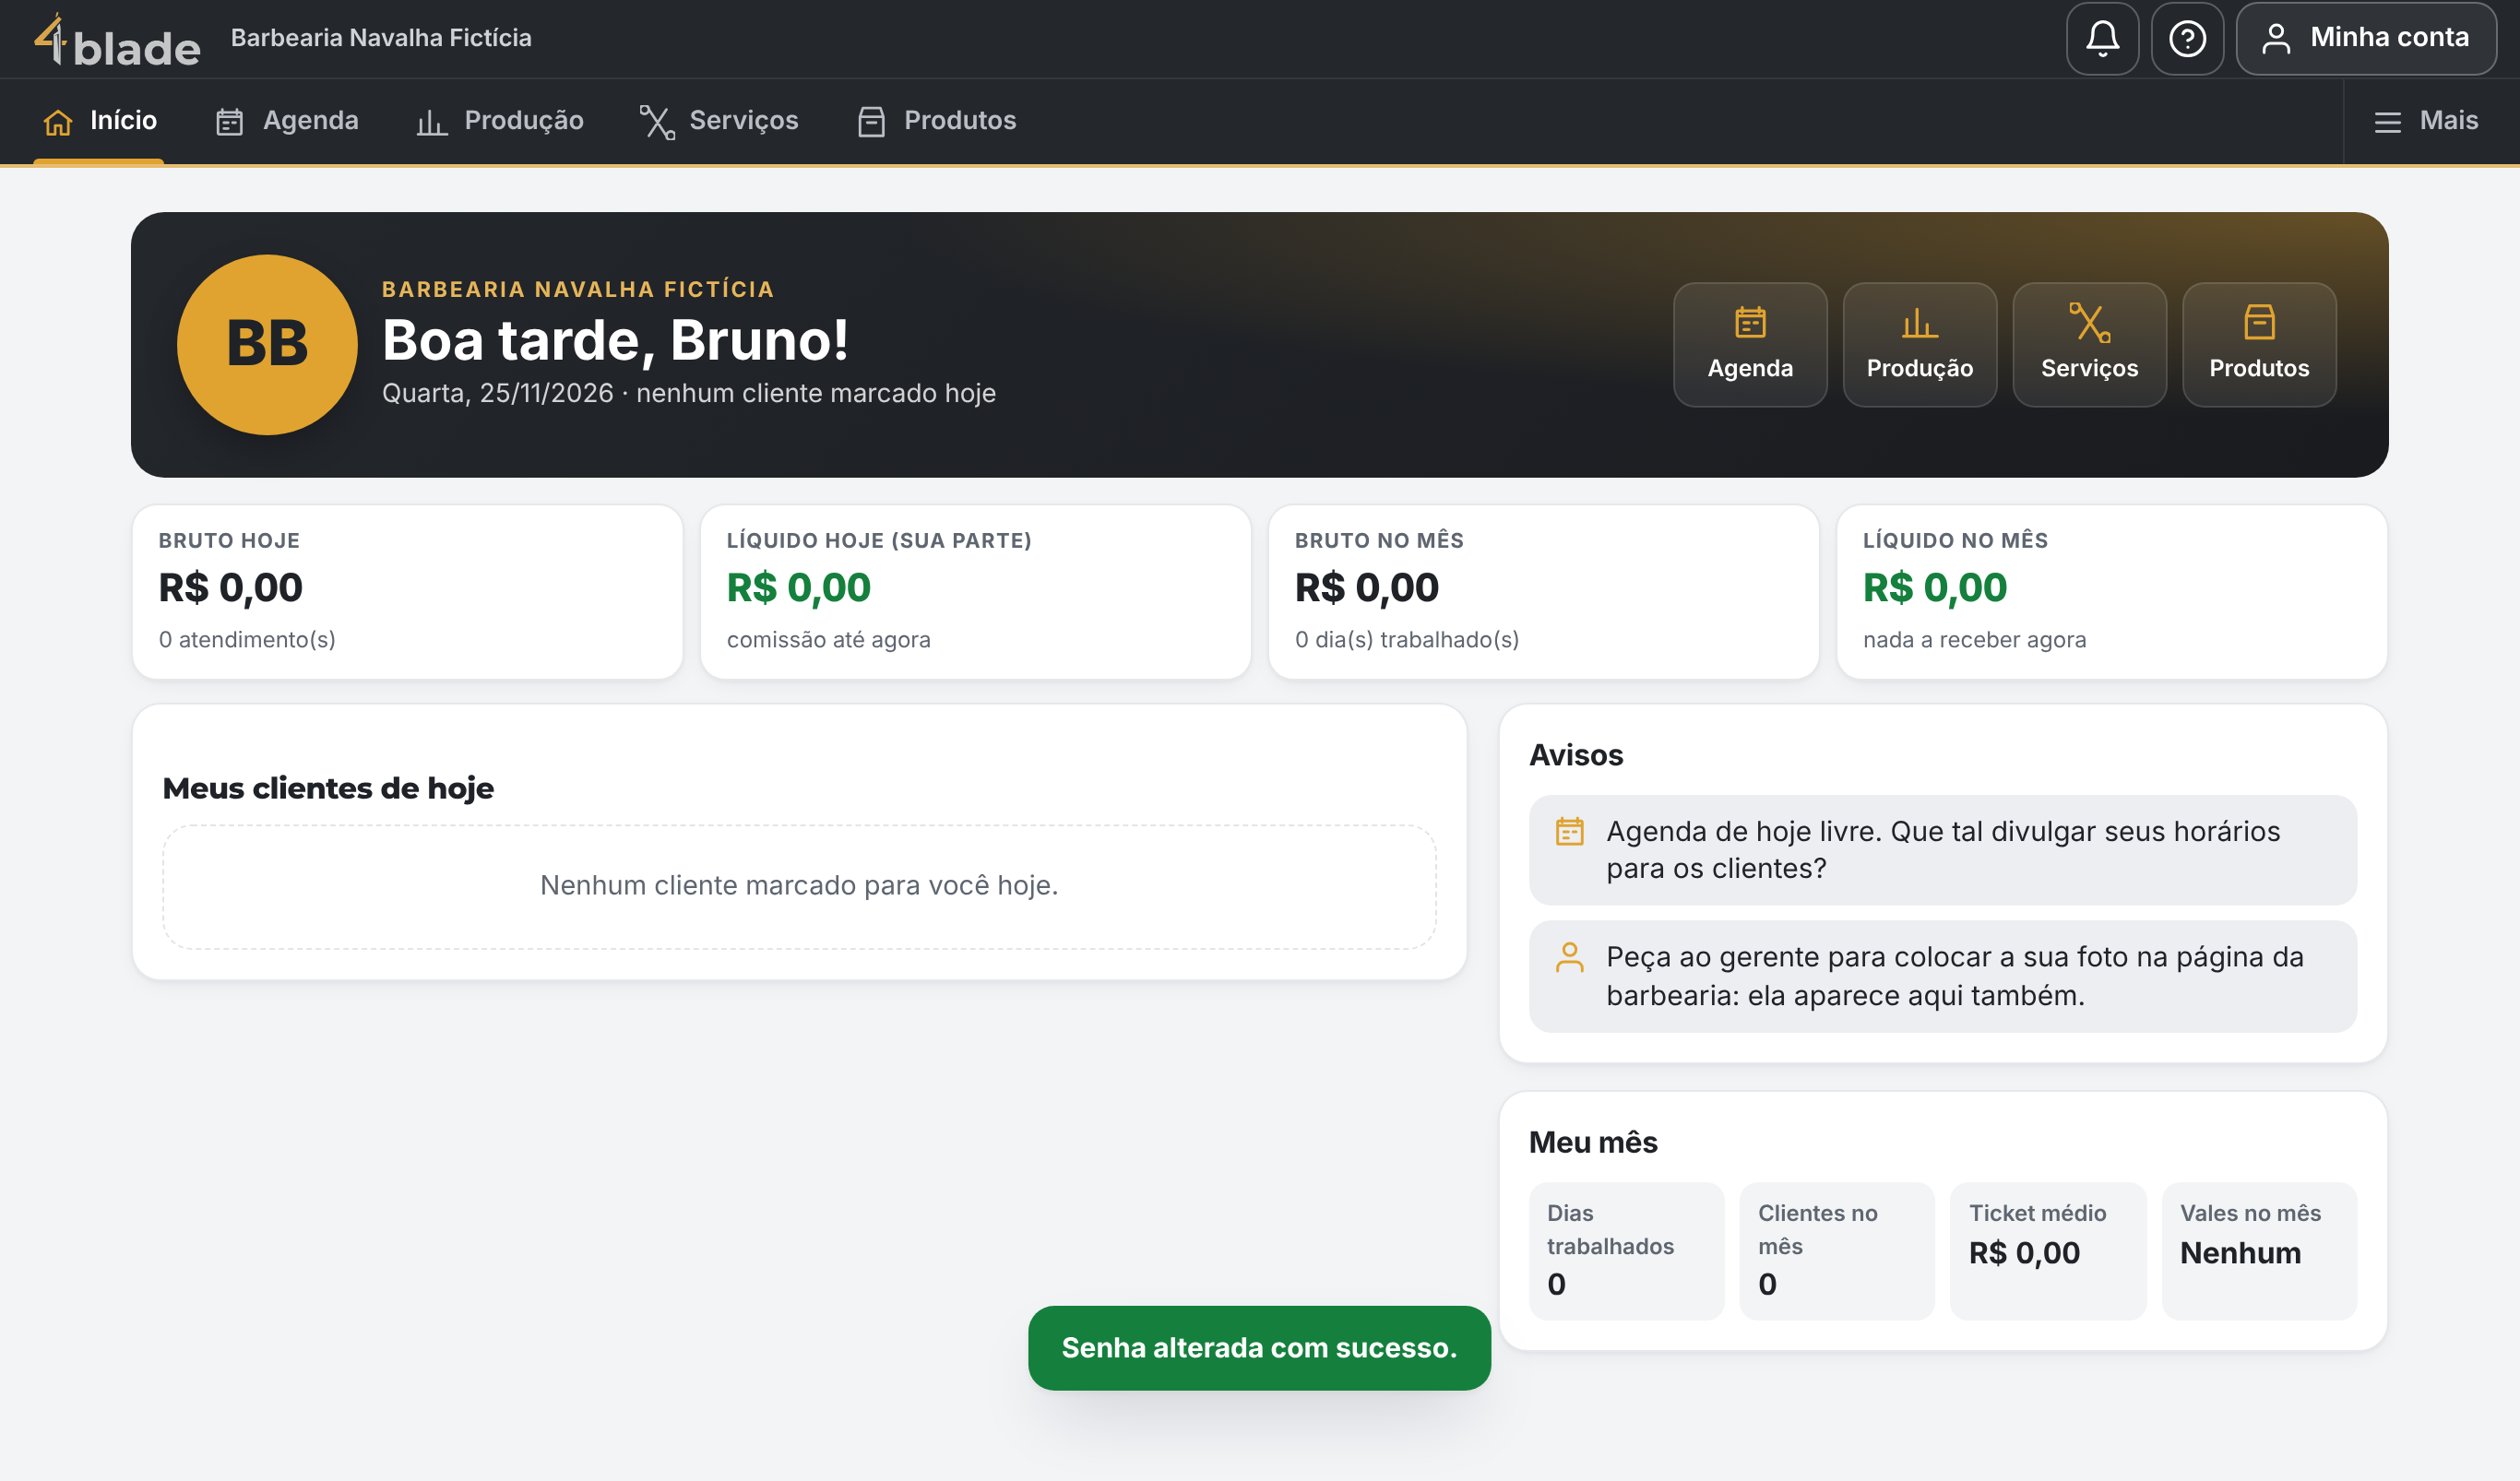 4blade
Barbearia Navalha Fictícia
Minha conta
Início
Agenda
Produção
Serviços
Produtos
Mais
BB
BARBEARIA NAVALHA FICTÍCIA
Boa tarde, Bruno!
Quarta, 25/11/2026 · nenhum cliente marcado hoje
Agenda
Produção
Serviços
Produtos
BRUTO HOJE
R$ 0,00
0 atendimento(s)
LÍQUIDO HOJE (SUA PARTE)
R$ 0,00
comissão até agora
BRUTO NO MÊS
R$ 0,00
0 dia(s) trabalhado(s)
LÍQUIDO NO MÊS
R$ 0,00
nada a receber agora
Meus clientes de hoje
Nenhum cliente marcado para você hoje.
Avisos
Agenda de hoje livre. Que tal divulgar seus horários
para os clientes?
Peça ao gerente para colocar a sua foto na página da
barbearia: ela aparece aqui também.
Meu mês
Dias
trabalhados
0
Clientes no
mês
0
Ticket médio
R$ 0,00
Vales no mês
Nenhum
Senha alterada com sucesso.